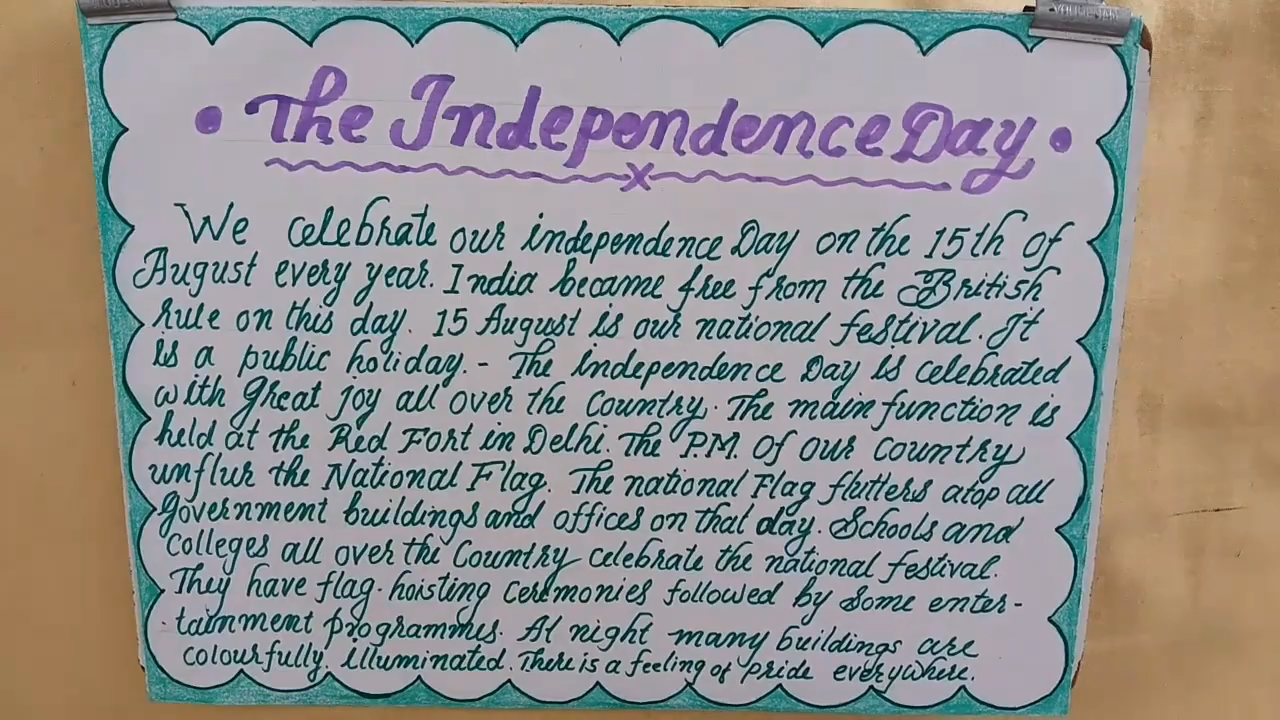 • The Independence Day •
We celebrate our independence Day on the 15th of
August every year. India became free from the British
rule on this day. 15 August is our national festival. It
is a public holiday. - The independence Day is celebrated
with great joy all over the country. The main function is
held at the Red Fort in Delhi. The P.M. of our country
unflur the National Flag. The national Flag flutters atop all
government buildings and offices on that day. Schools and
colleges all over the country celebrate the national festival.
They have flag-hoisting ceremonies followed by some enter-
tainment programmes. At night many buildings are
colourfully illuminated. There is a feeling of pride everywhere.